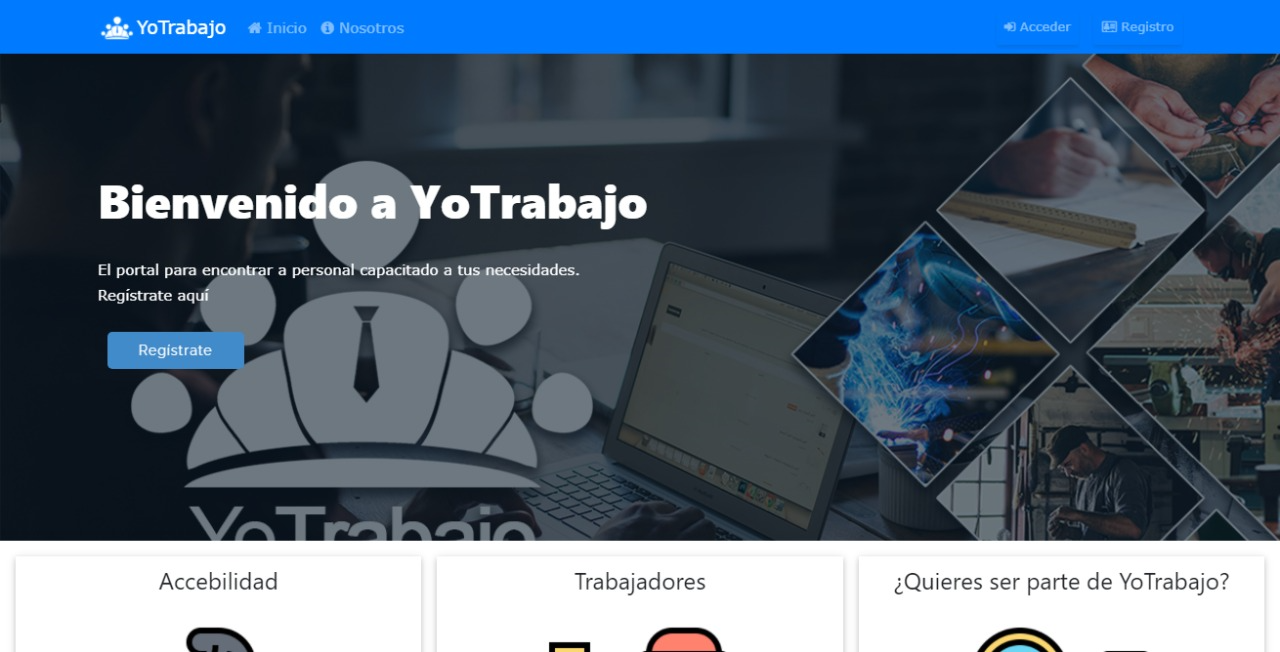 YoTrabajo Inicio Nosotros Acceder Registro
Bienvenido a YoTrabajo
El portal para encontrar a personal capacitado a tus necesidades.
Regístrate aquí
Regístrate
YoTrabajo
Accebilidad Trabajadores ¿Quieres ser parte de YoTrabajo?